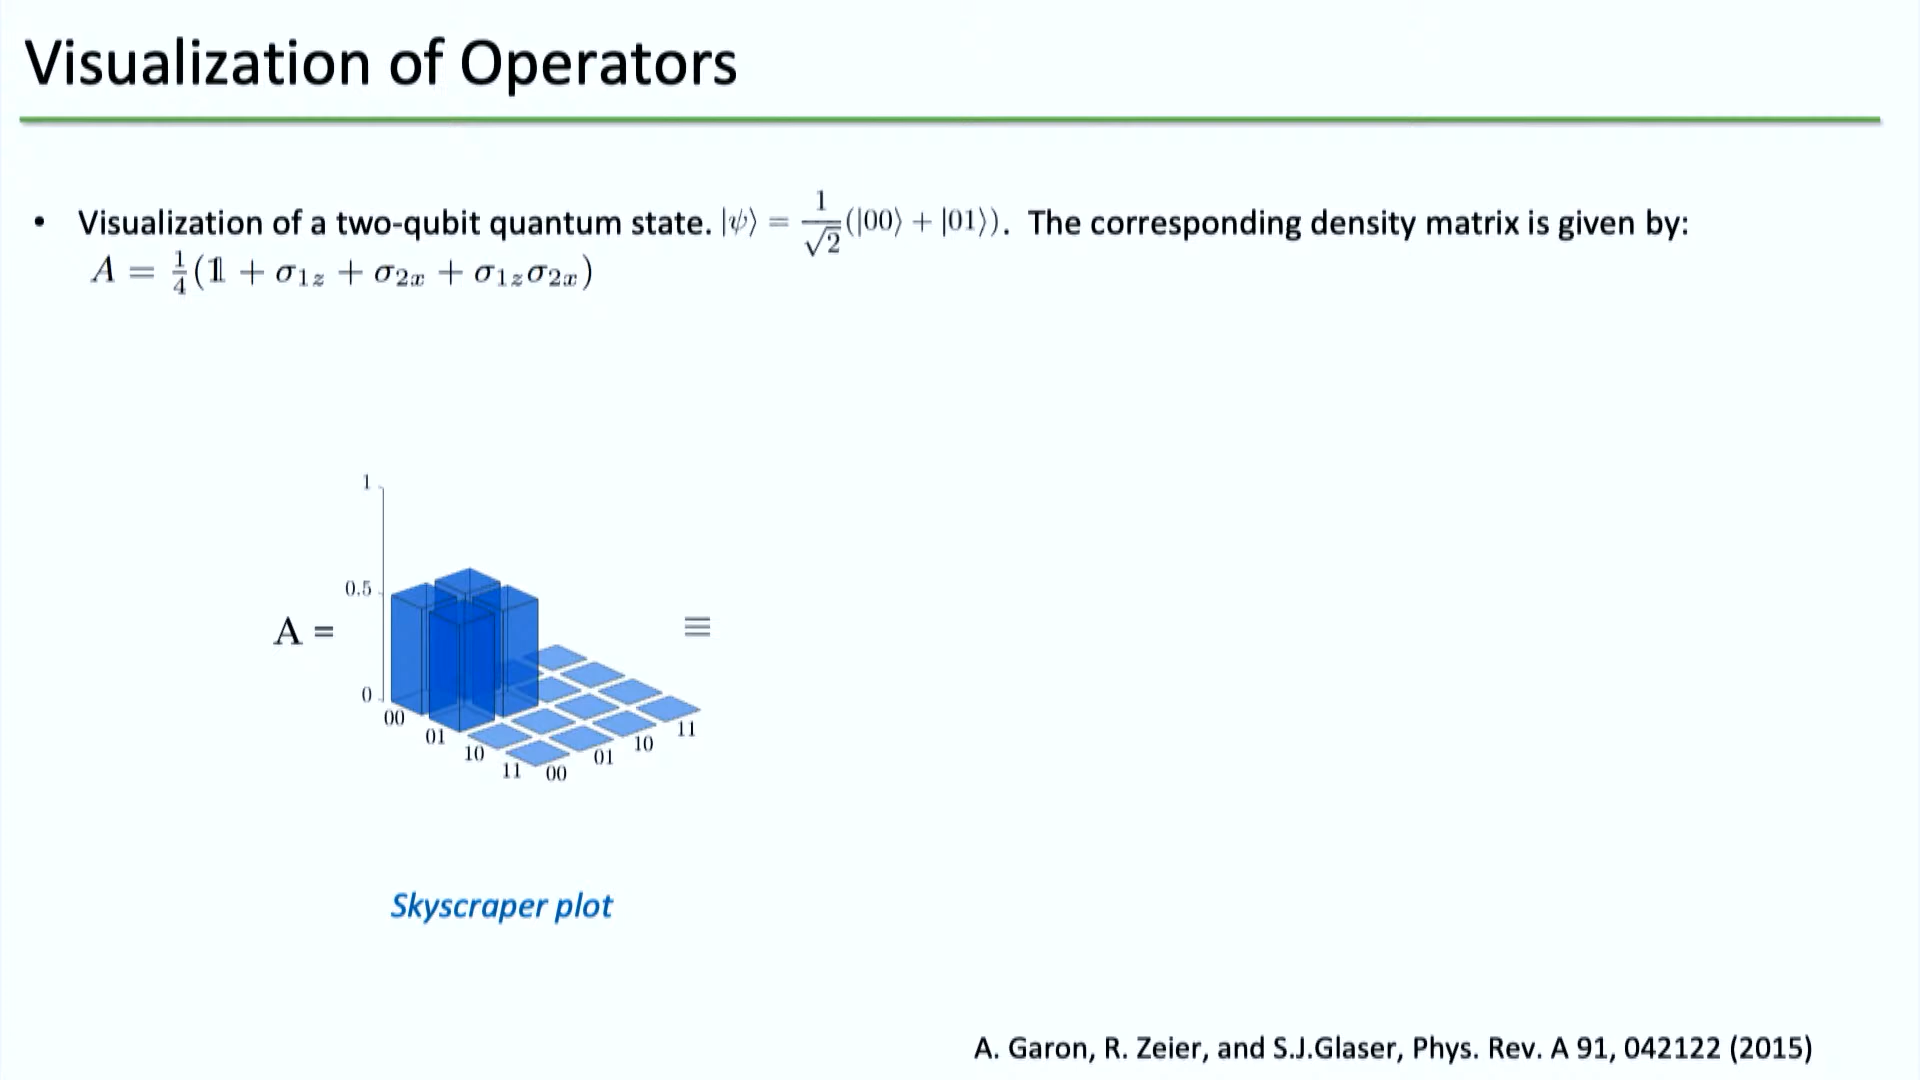 Visualization of Operators
• Visualization of a two-qubit quantum state. |ψ⟩ = 1/√2 (|00⟩ + |01⟩). The corresponding density matrix is given by:
A = 1/4 (𝟙 + σ1z + σ2x + σ1zσ2x)
1
0.5
A =
≡
0
00
01
10
11
00
01
10
11
Skyscraper plot
A. Garon, R. Zeier, and S.J.Glaser, Phys. Rev. A 91, 042122 (2015)